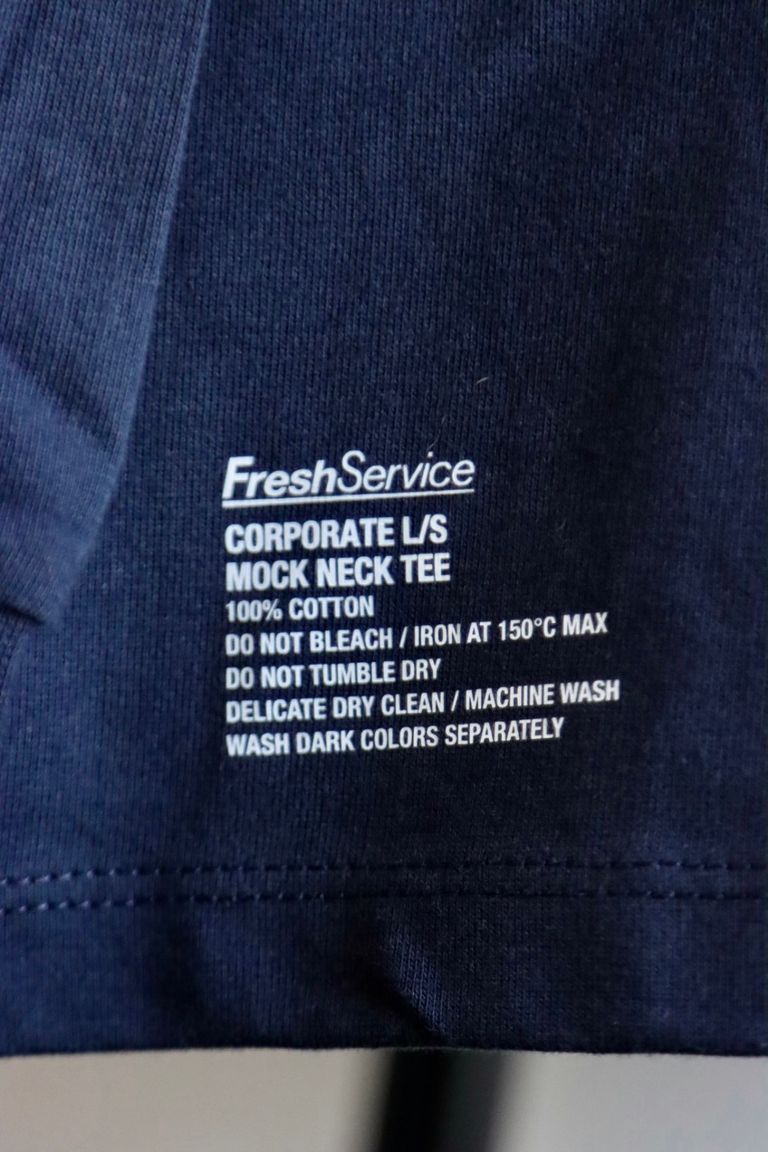 FreshService
CORPORATE L/S
MOCK NECK TEE
100% COTTON
DO NOT BLEACH / IRON AT 150°C MAX
DO NOT TUMBLE DRY
DELICATE DRY CLEAN / MACHINE WASH
WASH DARK COLORS SEPARATELY